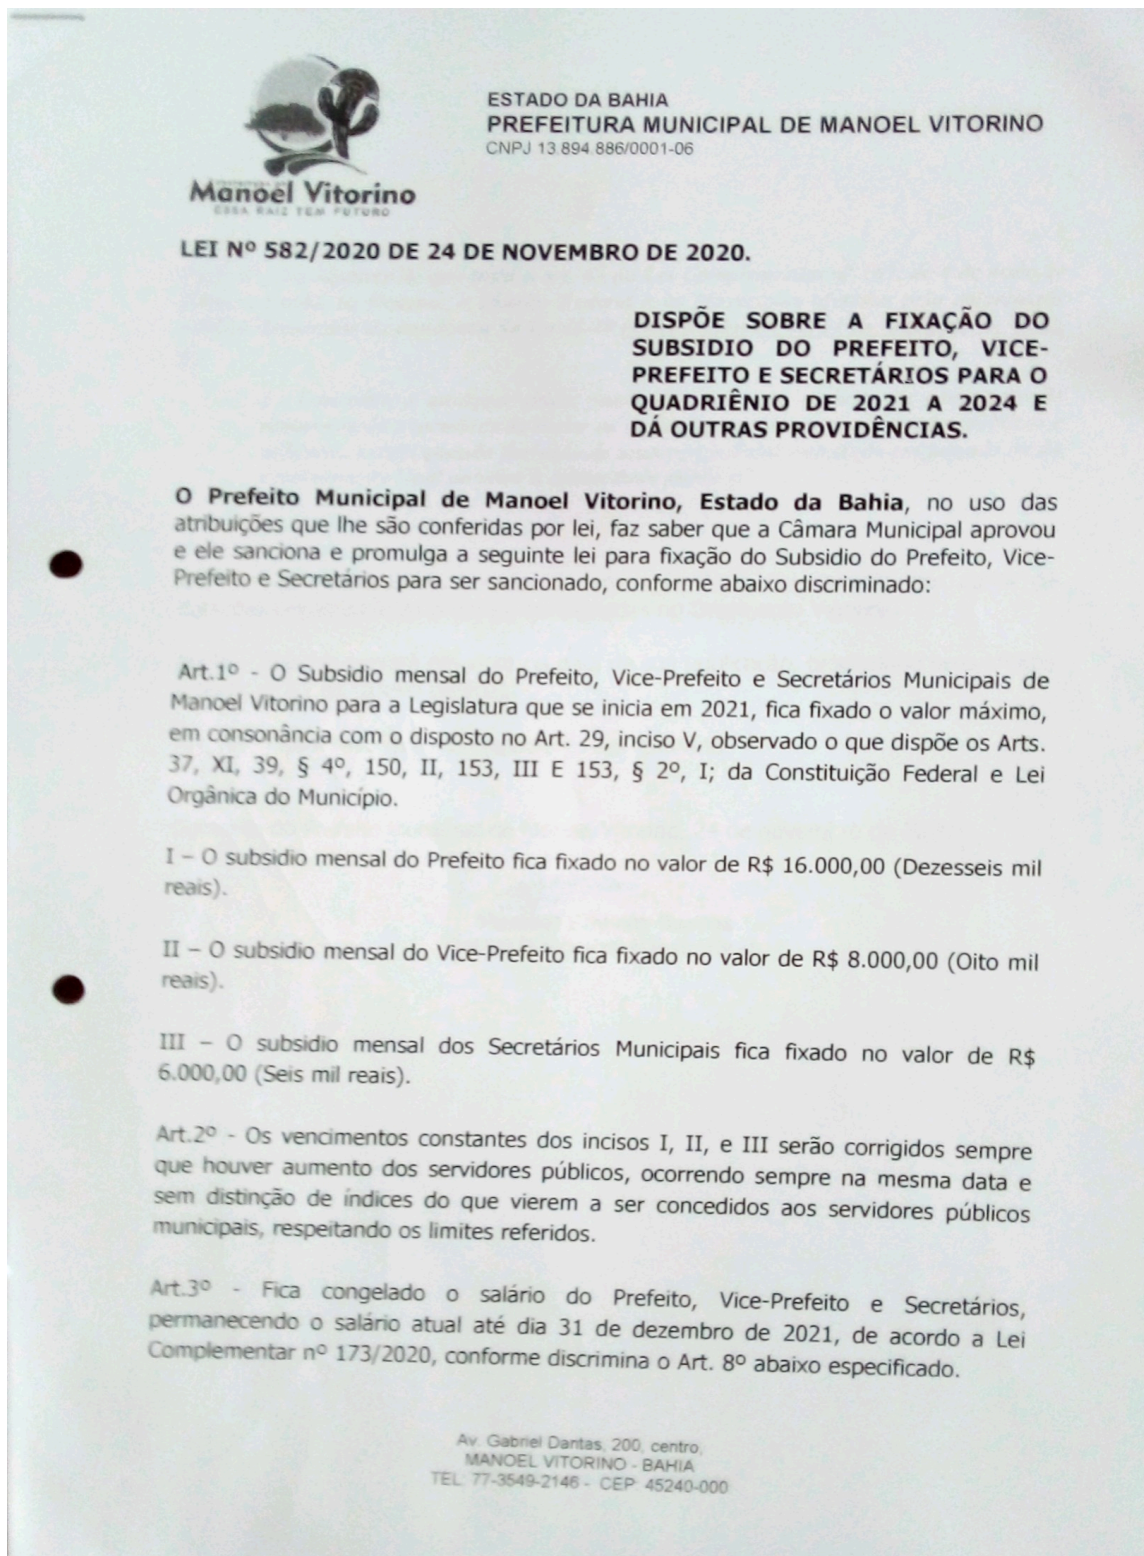 ESTADO DA BAHIA
PREFEITURA MUNICIPAL DE MANOEL VITORINO
CNPJ 13.894.886/0001-06
Manoel Vitorino
ESSA RAIZ TEM FUTURO
LEI Nº 582/2020 DE 24 DE NOVEMBRO DE 2020.
DISPÕE SOBRE A FIXAÇÃO DO
SUBSIDIO DO PREFEITO, VICE-
PREFEITO E SECRETÁRIOS PARA O
QUADRIÊNIO DE 2021 A 2024 E
DÁ OUTRAS PROVIDÊNCIAS.
O Prefeito Municipal de Manoel Vitorino, Estado da Bahia, no uso das
atribuições que lhe são conferidas por lei, faz saber que a Câmara Municipal aprovou
e ele sanciona e promulga a seguinte lei para fixação do Subsidio do Prefeito, Vice-
Prefeito e Secretários para ser sancionado, conforme abaixo discriminado:
Art.1º - O Subsidio mensal do Prefeito, Vice-Prefeito e Secretários Municipais de
Manoel Vitorino para a Legislatura que se inicia em 2021, fica fixado o valor máximo,
em consonância com o disposto no Art. 29, inciso V, observado o que dispõe os Arts.
37, XI, 39, § 4º, 150, II, 153, III E 153, § 2º, I; da Constituição Federal e Lei
Orgânica do Município.
I – O subsidio mensal do Prefeito fica fixado no valor de R$ 16.000,00 (Dezesseis mil
reais).
II – O subsidio mensal do Vice-Prefeito fica fixado no valor de R$ 8.000,00 (Oito mil
reais).
III – O subsidio mensal dos Secretários Municipais fica fixado no valor de R$
6.000,00 (Seis mil reais).
Art.2º - Os vencimentos constantes dos incisos I, II, e III serão corrigidos sempre
que houver aumento dos servidores públicos, ocorrendo sempre na mesma data e
sem distinção de índices do que vierem a ser concedidos aos servidores públicos
municipais, respeitando os limites referidos.
Art.3º - Fica congelado o salário do Prefeito, Vice-Prefeito e Secretários,
permanecendo o salário atual até dia 31 de dezembro de 2021, de acordo a Lei
Complementar nº 173/2020, conforme discrimina o Art. 8º abaixo especificado.
Av. Gabriel Dantas, 200, centro,
MANOEL VITORINO - BAHIA
TEL: 77-3549-2146 - CEP: 45240-000